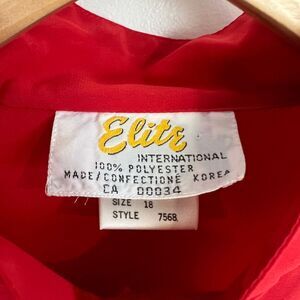 Elite
INTERNATIONAL
100% POLYESTER
MADE/CONFECTIONÉ KOREA
CA 00034
SIZE 18
STYLE 7568